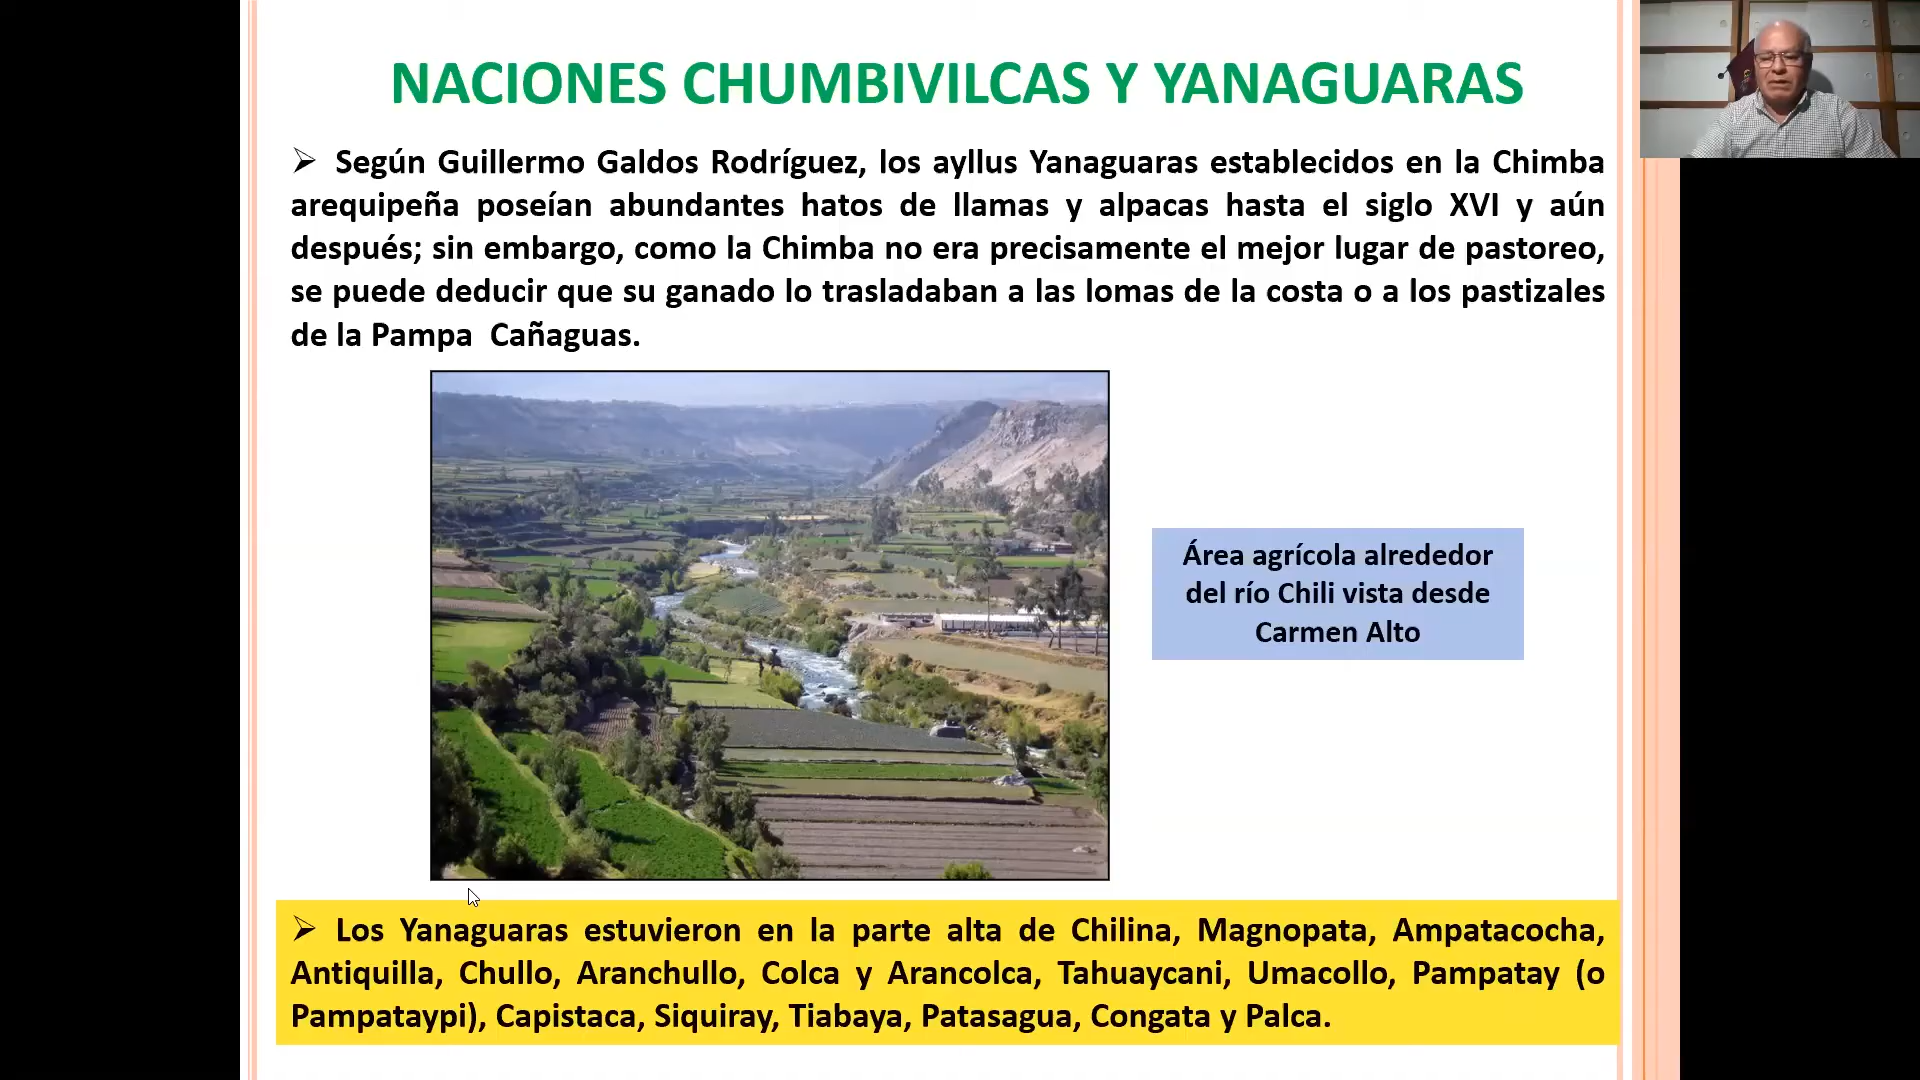 NACIONES CHUMBIVILCAS Y YANAGUARAS
➢ Según Guillermo Galdos Rodríguez, los ayllus Yanaguaras establecidos en la Chimba
arequipeña poseían abundantes hatos de llamas y alpacas hasta el siglo XVI y aún
después; sin embargo, como la Chimba no era precisamente el mejor lugar de pastoreo,
se puede deducir que su ganado lo trasladaban a las lomas de la costa o a los pastizales
de la Pampa Cañaguas.
Área agrícola alrededor
del río Chili vista desde
Carmen Alto
➢ Los Yanaguaras estuvieron en la parte alta de Chilina, Magnopata, Ampatacocha,
Antiquilla, Chullo, Aranchullo, Colca y Arancolca, Tahuaycani, Umacollo, Pampatay (o
Pampataypi), Capistaca, Siquiray, Tiabaya, Patasagua, Congata y Palca.